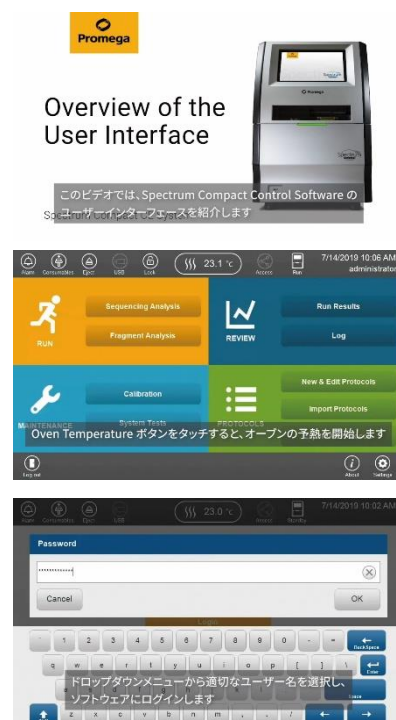 Promega
Overview of the
User Interface
Promega
このビデオでは、Spectrum Compact Control Software の
ユーザーインターフェースを紹介します
Spectrum Compact CE System
Alarm Consumables Eject USB Lock 23.1 ℃ Access Run
7/14/2019 10:06 AM
administrator
Sequencing Analysis
Fragment Analysis
RUN
Run Results
Log
REVIEW
Calibration
System Tests
MAINTENANCE
New & Edit Protocols
Import Protocols
PROTOCOLS
Oven Temperature ボタンをタッチすると、オーブンの予熱を開始します
Log out About Settings
Alarm Consumables Eject USB Lock 23.0 ℃ Access Standby
7/14/2019 10:02 AM
Password
•••••••••••••
Cancel OK
Login
` 1 2 3 4 5 6 7 8 9 0 - = BackSpace
q w e r t y u i o p [ ] \ Enter
ドロップダウンメニューから適切なユーザー名を選択し、
ソフトウェアにログインします
z x c v b n m , . /